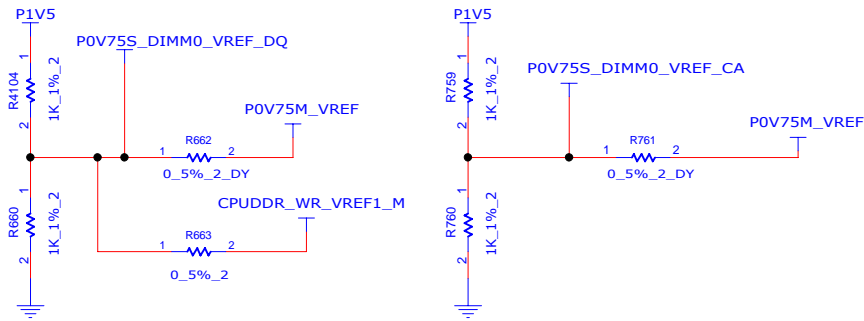 P1V5
P0V75S_DIMM0_VREF_DQ
1
R4104
1K_1%_2
2
P0V75M_VREF
R662
1
2
0_5%_2_DY
1
R660
1K_1%_2
2
CPUDDR_WR_VREF1_M
R663
1
2
0_5%_2
P1V5
P0V75S_DIMM0_VREF_CA
1
R759
1K_1%_2
2
P0V75M_VREF
R761
1
2
0_5%_2_DY
1
R760
1K_1%_2
2